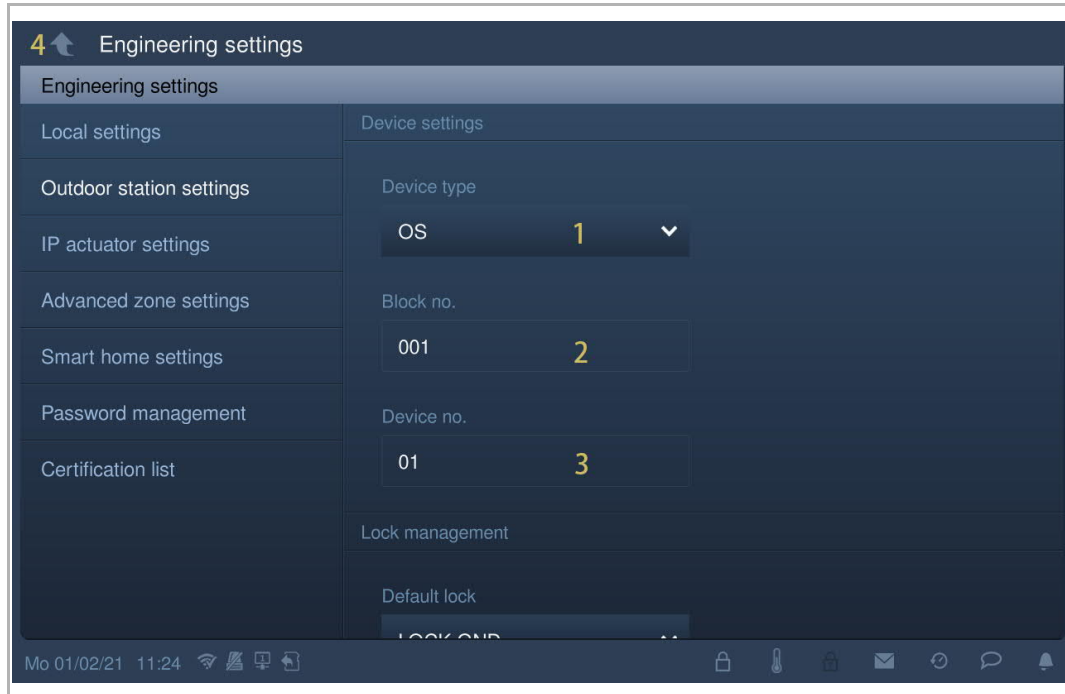 4 Engineering settings
Engineering settings
Local settings
Outdoor station settings
IP actuator settings
Advanced zone settings
Smart home settings
Password management
Certification list
Device settings
Device type
OS 1
Block no.
001 2
Device no.
01 3
Lock management
Default lock
Mo 01/02/21 11:24